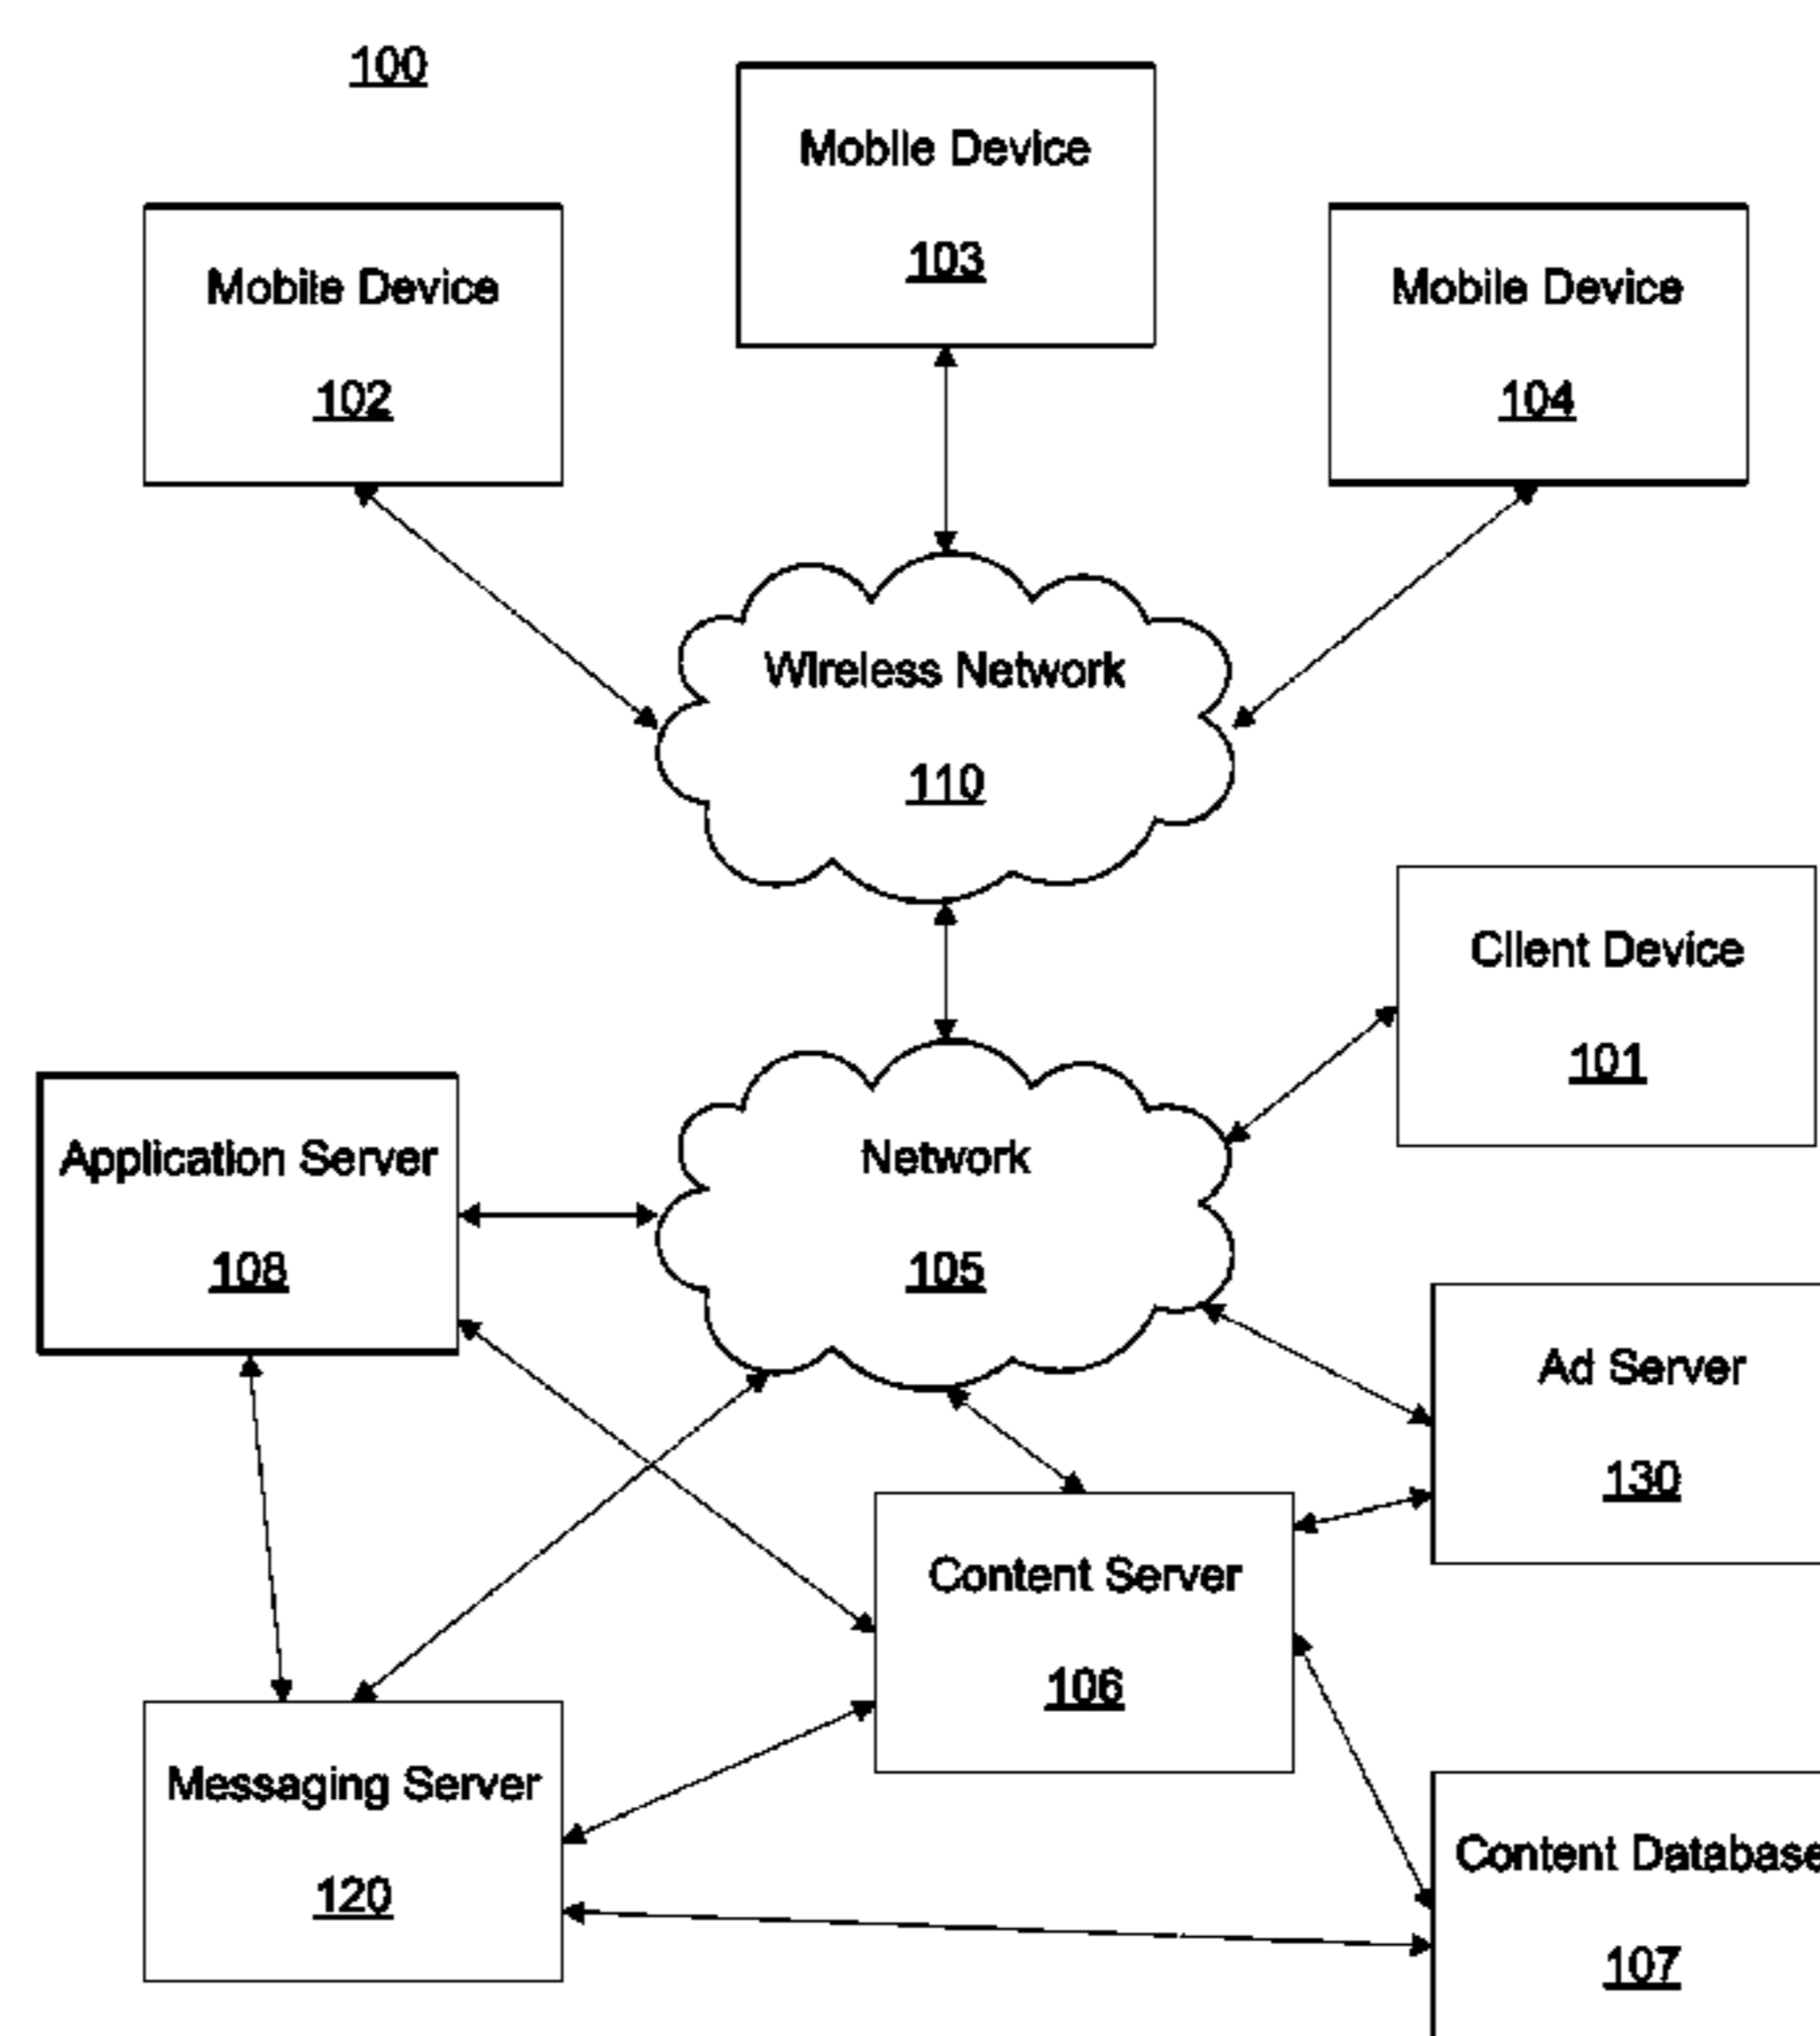 100
Mobile Device
103
Mobile Device
102
Mobile Device
104
Wireless Network
110
Client Device
101
Application Server
108
Network
105
Ad Server
130
Content Server
106
Messaging Server
120
Content Database
107